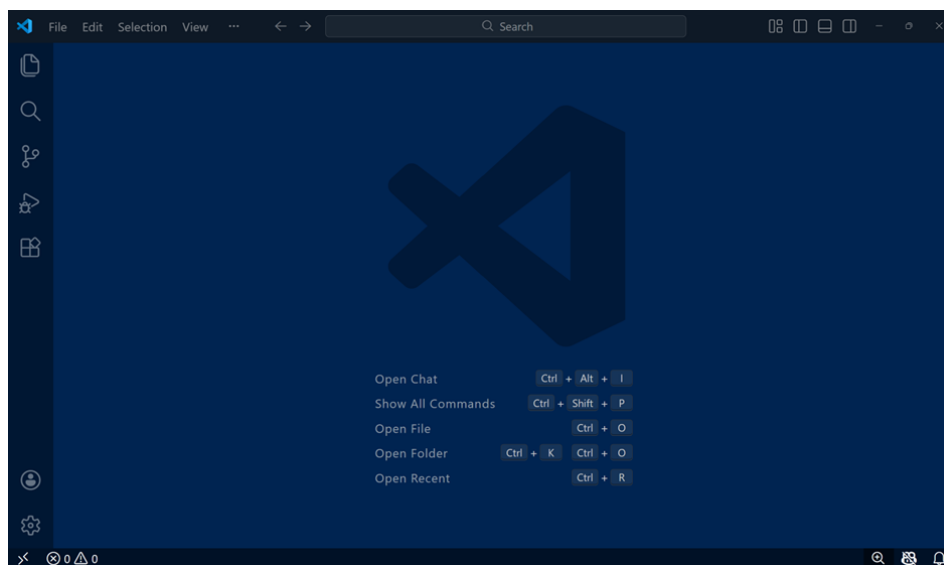 File Edit Selection View ··· Search
Open Chat Ctrl + Alt + I
Show All Commands Ctrl + Shift + P
Open File Ctrl + O
Open Folder Ctrl + K Ctrl + O
Open Recent Ctrl + R
0 0